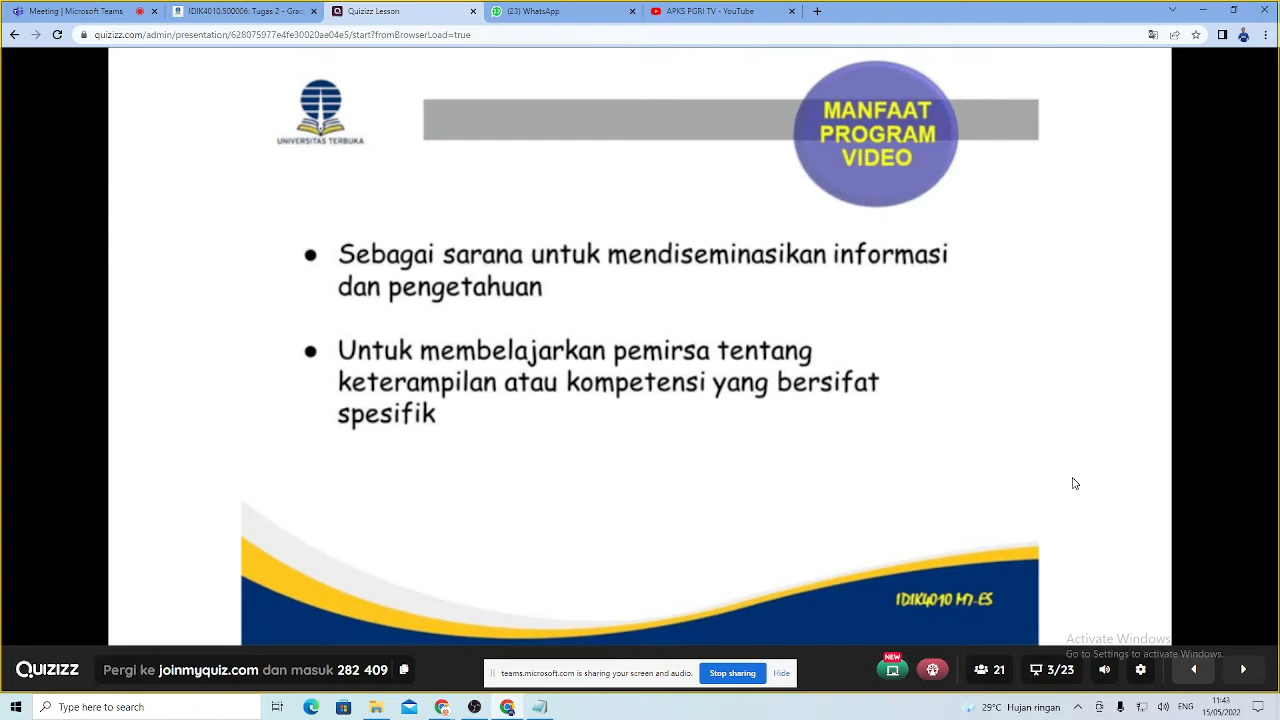 Meeting | Microsoft Teams
IDIK4010.500006: Tugas 2 - Grad
Quizizz Lesson
(23) WhatsApp
APKS PGRI TV - YouTube
quizizz.com/admin/presentation/628075977e4fe30020ae04e5/start?fromBrowserLoad=true
UNIVERSITAS TERBUKA
MANFAAT
PROGRAM
VIDEO
● Sebagai sarana untuk mendiseminasikan informasi
dan pengetahuan
● Untuk membelajarkan pemirsa tentang
keterampilan atau kompetensi yang bersifat
spesifik
IDIK4010 M7-ES
Activate Windows
Go to Settings to activate Windows.
Quizizz
Pergi ke joinmyquiz.com dan masuk 282 409
teams.microsoft.com is sharing your screen and audio.
Stop sharing
Hide
NEW
21
3/23
Type here to search
29°C Hujan ringan
ENG
11:43
15/05/2022